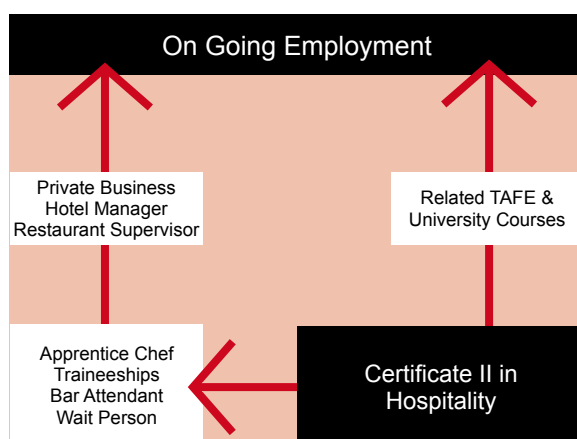 On Going Employment
Private Business
Hotel Manager
Restaurant Supervisor
Related TAFE &
University Courses
Apprentice Chef
Traineeships
Bar Attendant
Wait Person
Certificate II in
Hospitality